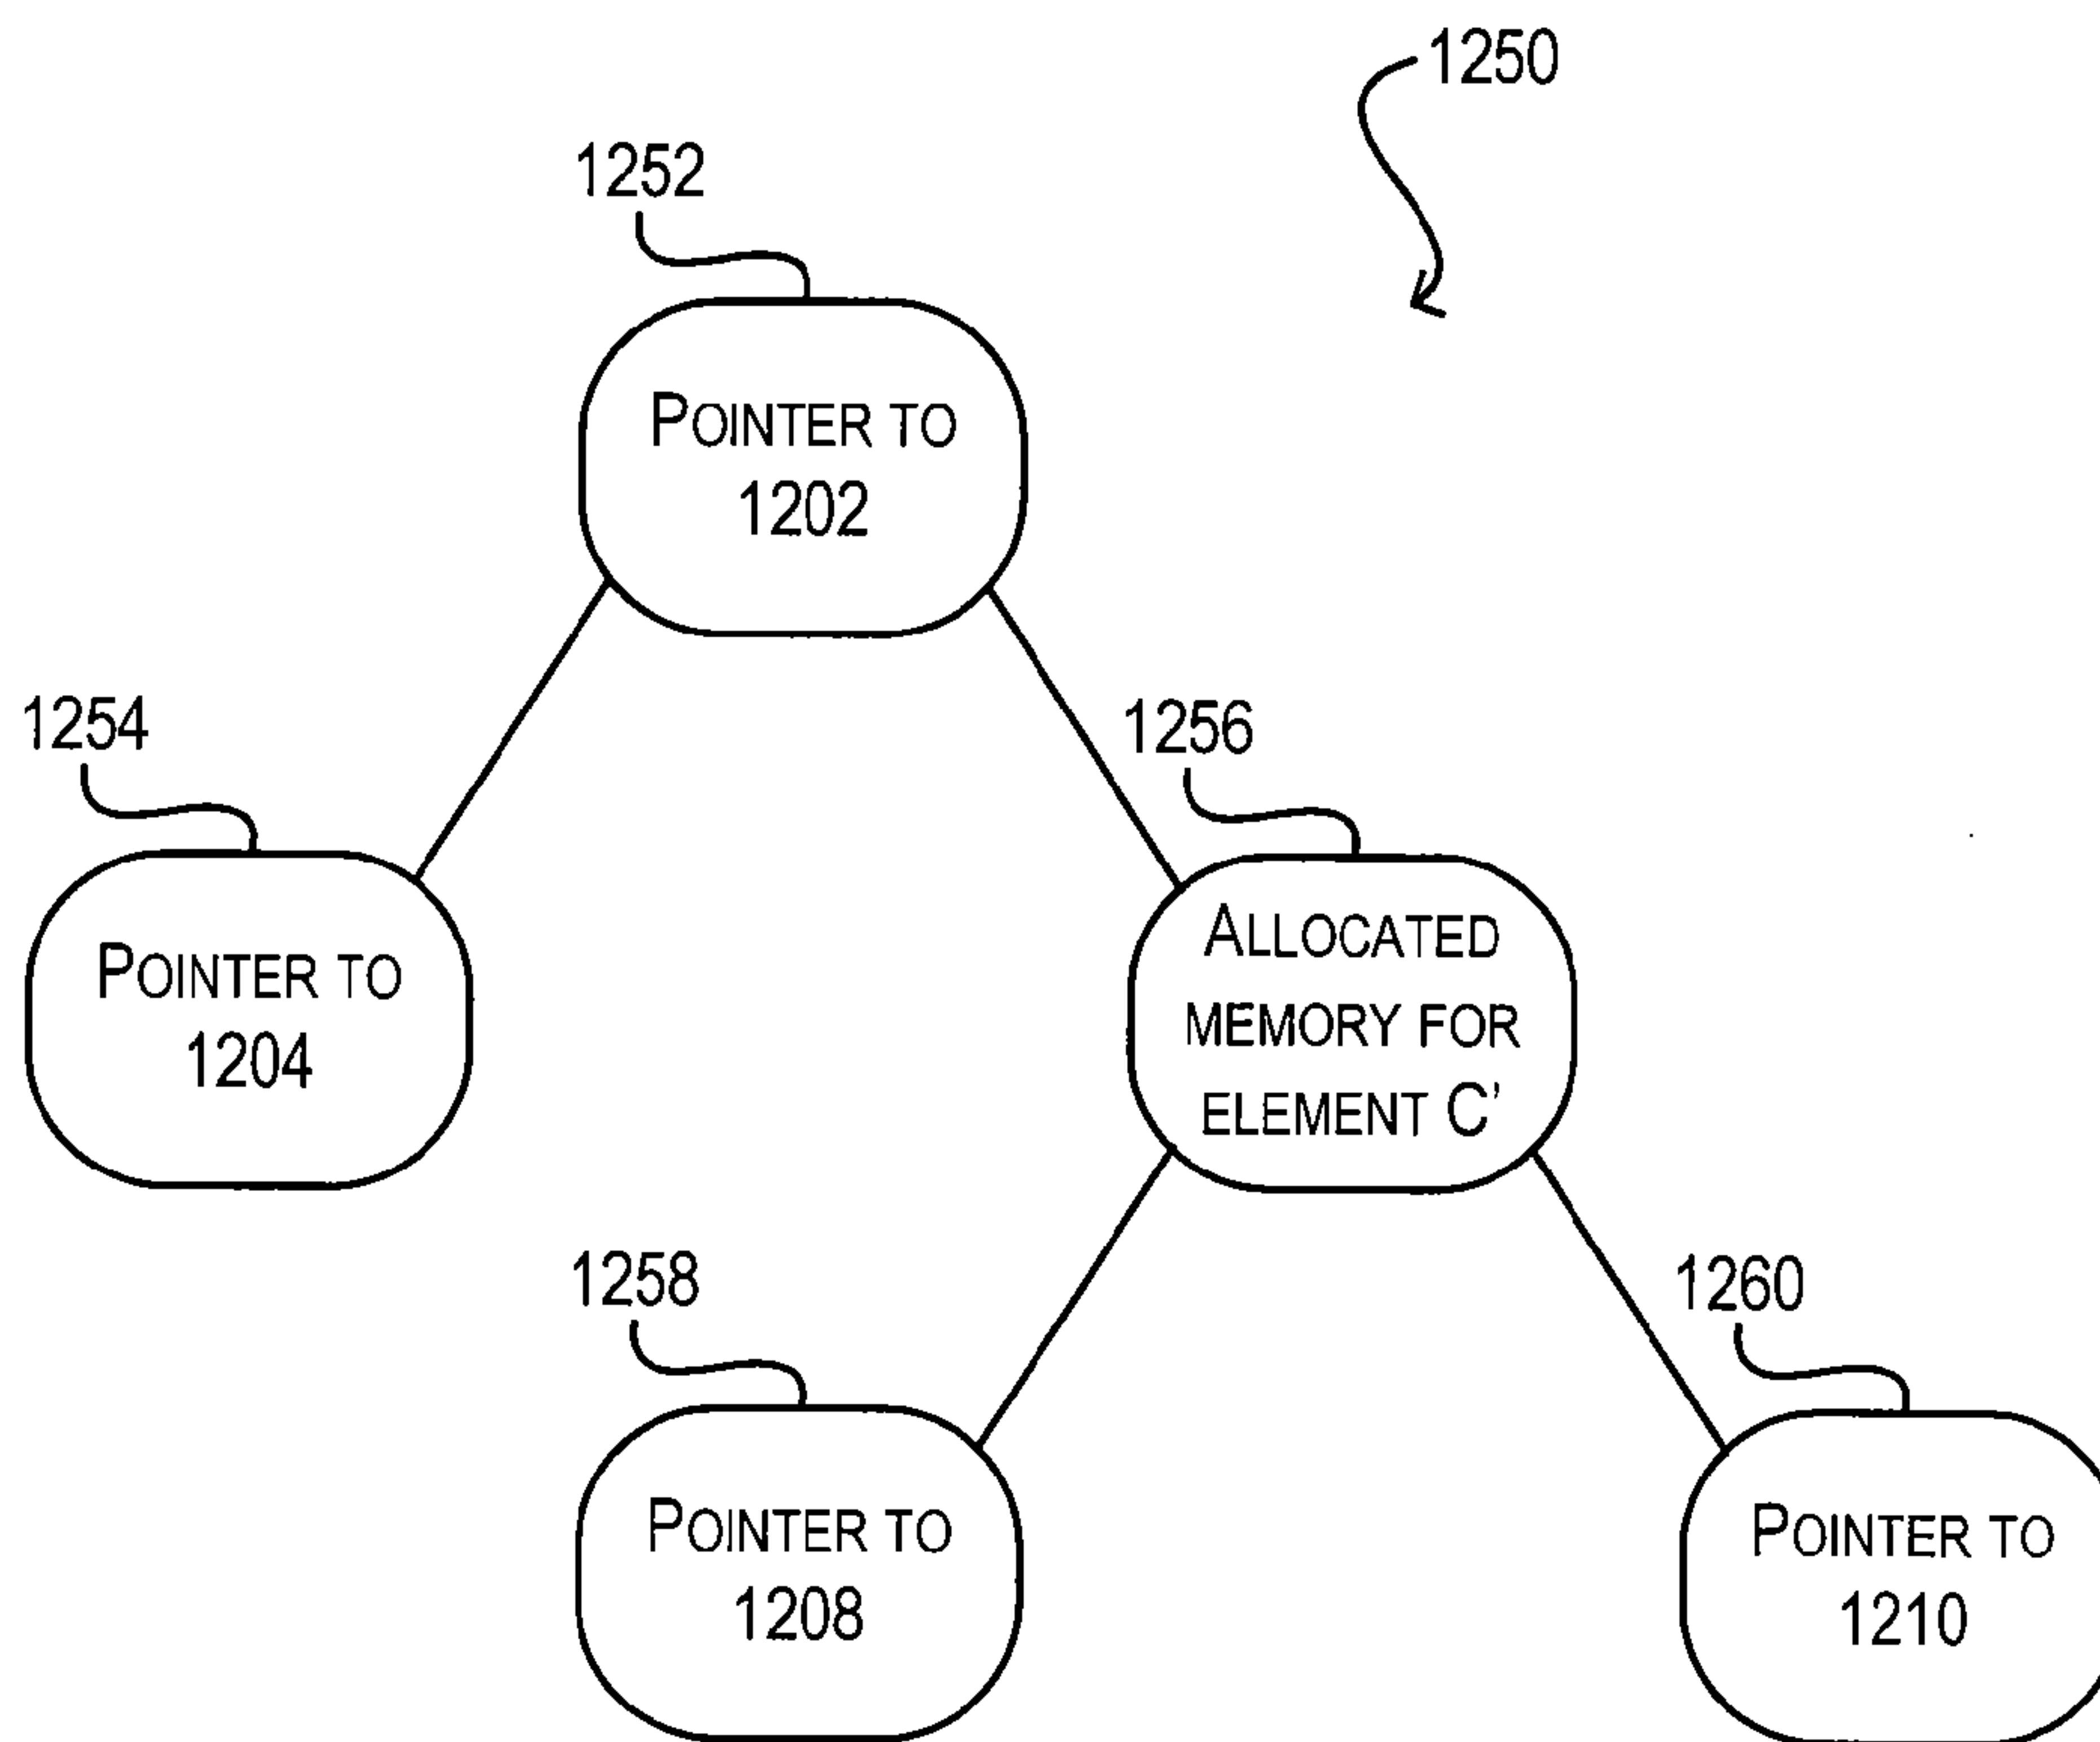 1250
1252
POINTER TO
1202
1254
POINTER TO
1204
1256
ALLOCATED
MEMORY FOR
ELEMENT C'
1258
POINTER TO
1208
1260
POINTER TO
1210